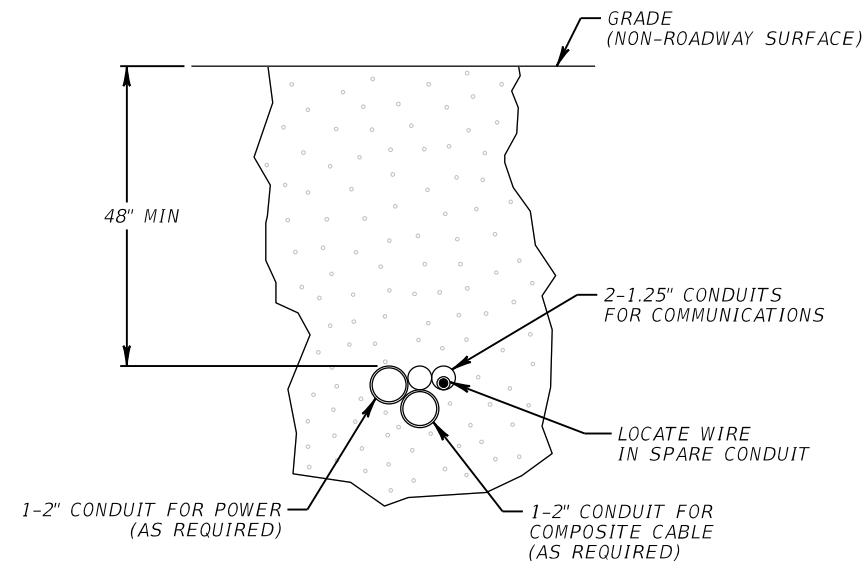 GRADE
(NON-ROADWAY SURFACE)
48" MIN
2-1.25" CONDUITS
FOR COMMUNICATIONS
LOCATE WIRE
IN SPARE CONDUIT
1-2" CONDUIT FOR POWER
(AS REQUIRED)
1-2" CONDUIT FOR
COMPOSITE CABLE
(AS REQUIRED)